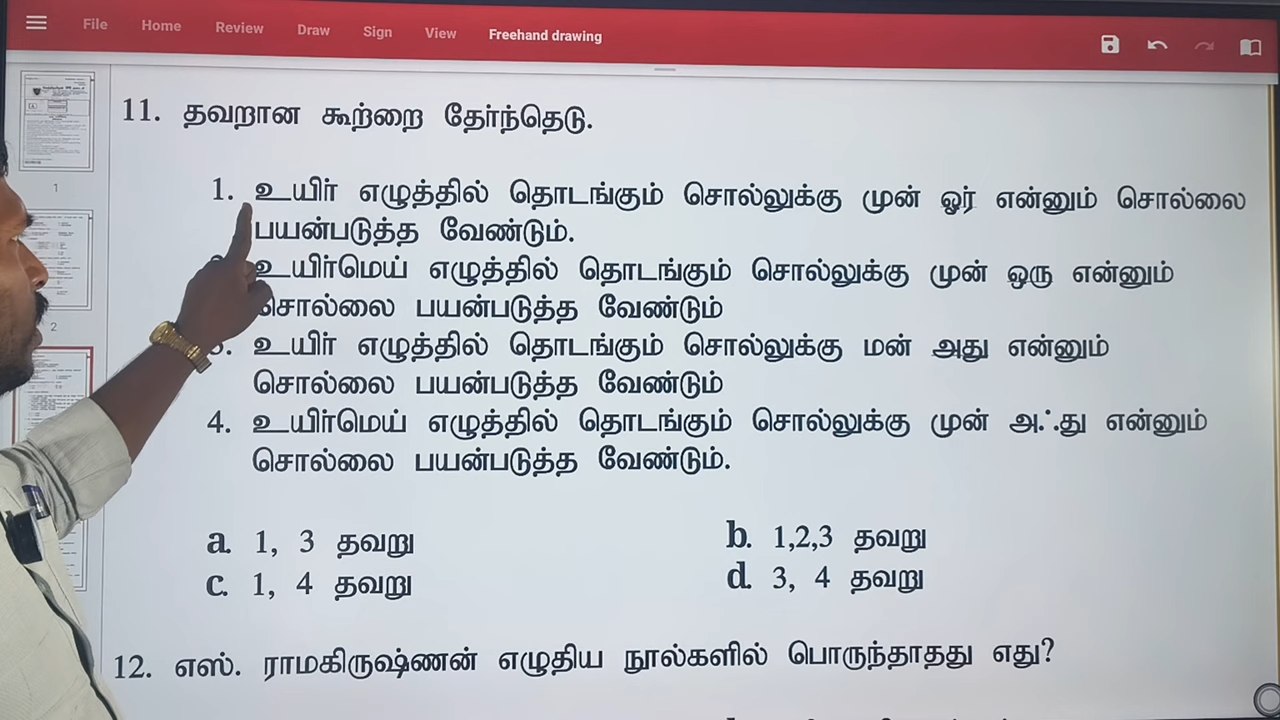 File Home Review Draw Sign View Freehand drawing
11. தவறான கூற்றை தேர்ந்தெடு.
1. உயிர் எழுத்தில் தொடங்கும் சொல்லுக்கு முன் ஓர் என்னும் சொல்லை
பயன்படுத்த வேண்டும்.
உயிர்மெய் எழுத்தில் தொடங்கும் சொல்லுக்கு முன் ஒரு என்னும்
சொல்லை பயன்படுத்த வேண்டும்
3. உயிர் எழுத்தில் தொடங்கும் சொல்லுக்கு மன் அது என்னும்
சொல்லை பயன்படுத்த வேண்டும்
4. உயிர்மெய் எழுத்தில் தொடங்கும் சொல்லுக்கு முன் அஃது என்னும்
சொல்லை பயன்படுத்த வேண்டும்.
a. 1, 3 தவறு b. 1,2,3 தவறு
c. 1, 4 தவறு d. 3, 4 தவறு
12. எஸ். ராமகிருஷ்ணன் எழுதிய நூல்களில் பொருந்தாதது எது?
1
2